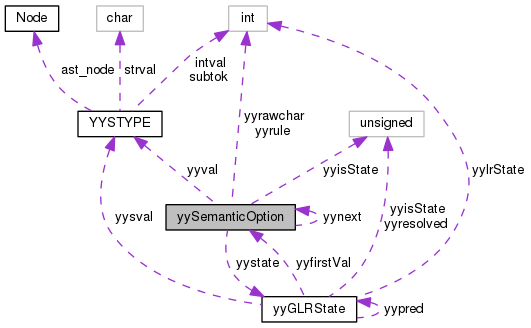 Node
char
int
ast_node
strval
intval
subtok
YYSTYPE
yyrawchar
yyrule
unsigned
yyval
yyisState
yylrState
yysval
yySemanticOption
yynext
yyisState
yyresolved
yystate
yyfirstVal
yyGLRState
yypred